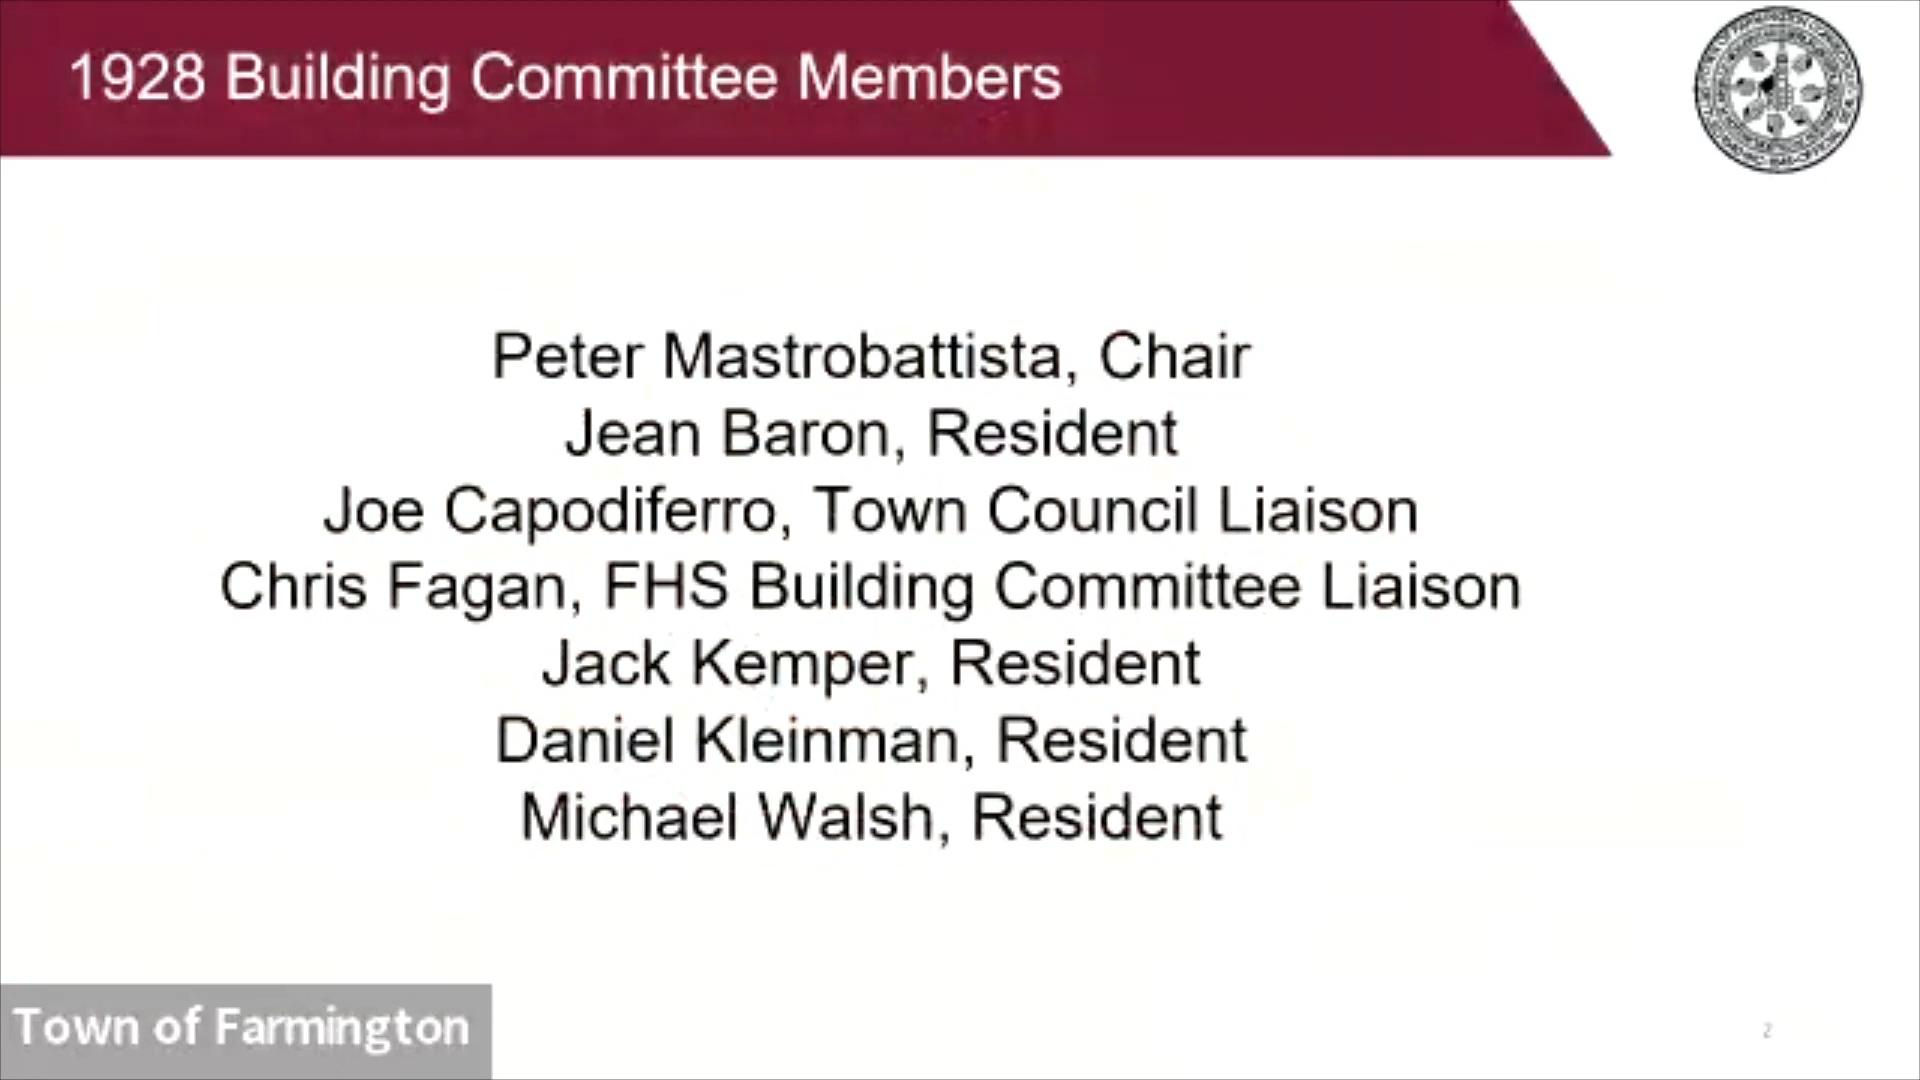 1928 Building Committee Members
Peter Mastrobattista, Chair
Jean Baron, Resident
Joe Capodiferro, Town Council Liaison
Chris Fagan, FHS Building Committee Liaison
Jack Kemper, Resident
Daniel Kleinman, Resident
Michael Walsh, Resident
Town of Farmington
2